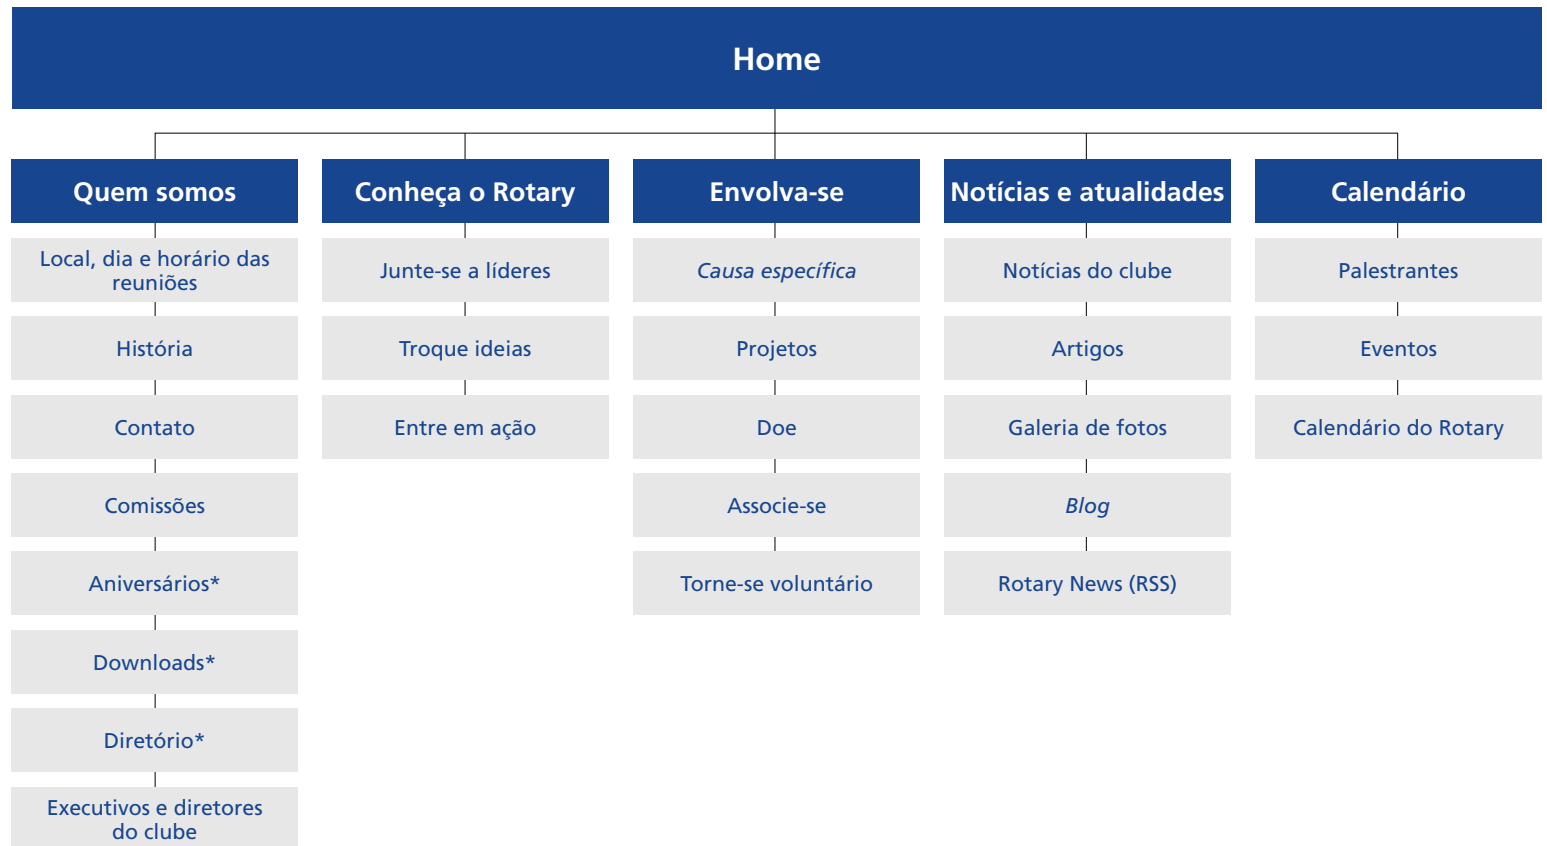 Home
Quem somos
Local, dia e horário das
reuniões
História
Contato
Comissões
Aniversários*
Downloads*
Diretório*
Executivos e diretores
do clube
Conheça o Rotary
Junte-se a líderes
Troque ideias
Entre em ação
Envolva-se
Causa específica
Projetos
Doe
Associe-se
Torne-se voluntário
Notícias e atualidades
Notícias do clube
Artigos
Galeria de fotos
Blog
Rotary News (RSS)
Calendário
Palestrantes
Eventos
Calendário do Rotary